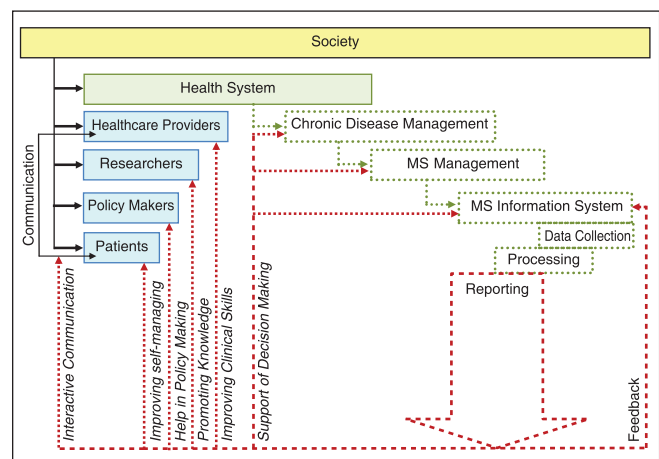 Society
Health System
Healthcare Providers
Chronic Disease Management
Researchers
MS Management
Policy Makers
MS Information System
Patients
Data Collection
Processing
Reporting
Communication
Interactive Communication
Improving self-managing
Help in Policy Making
Promoting Knowledge
Improving Clinical Skills
Support of Decision Making
Feedback